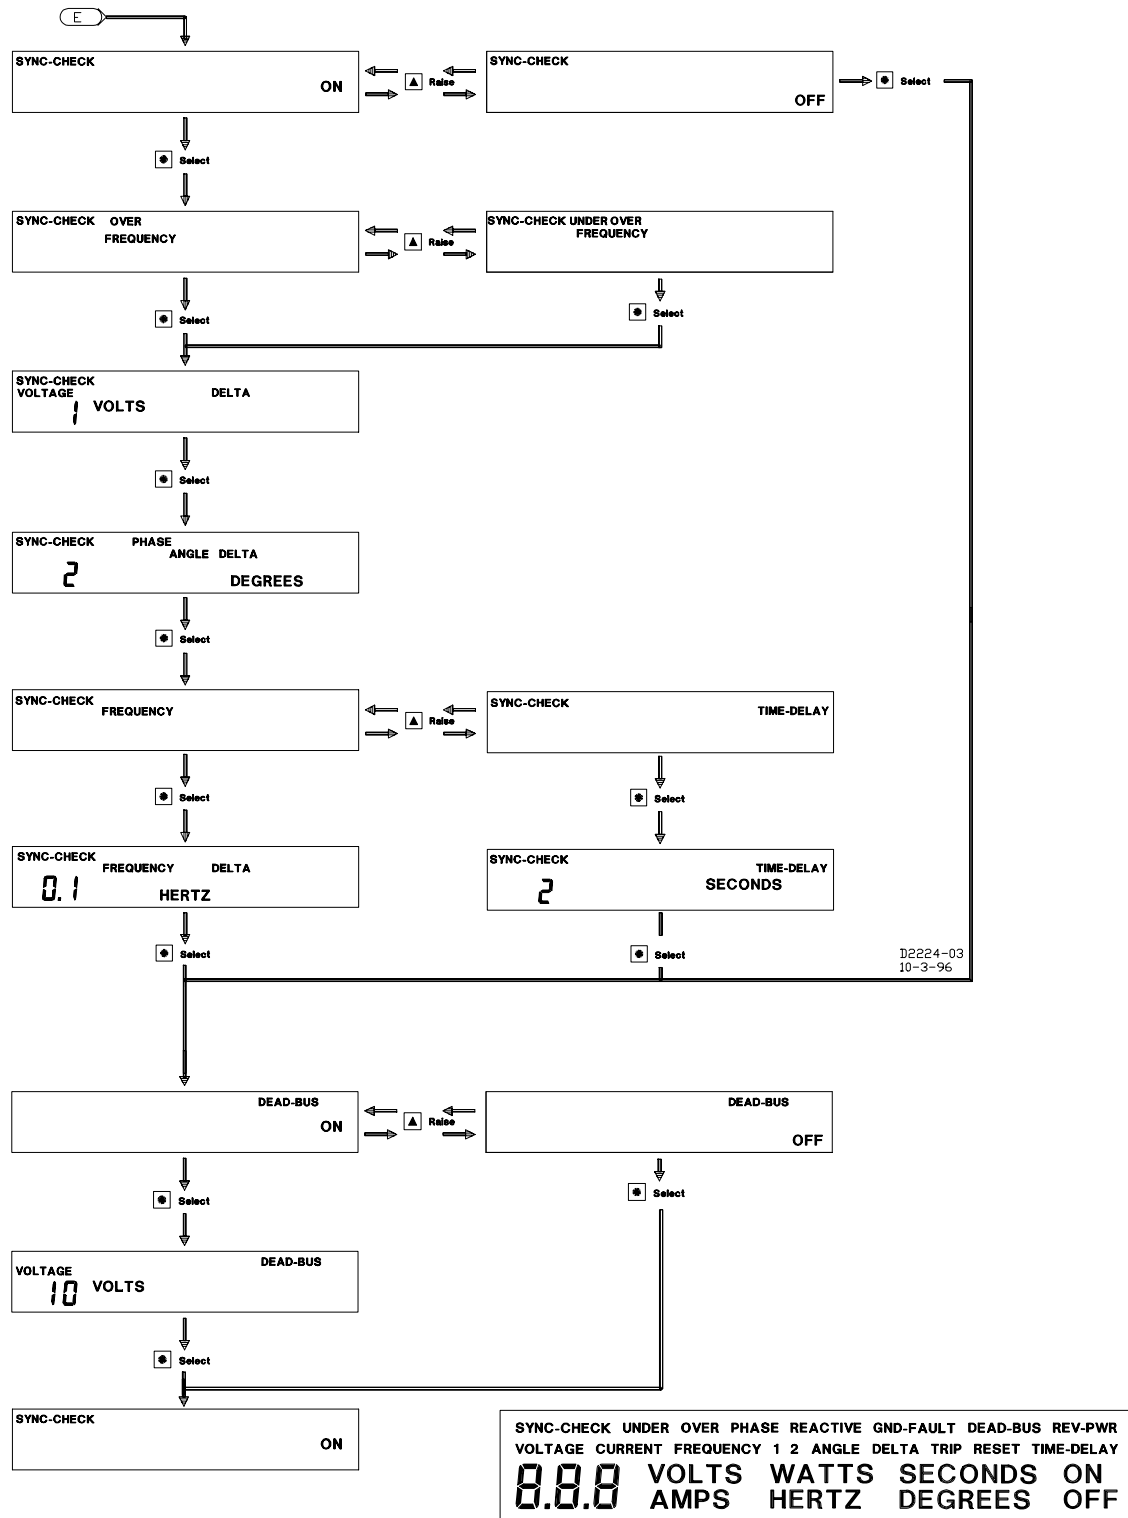 E
SYNC-CHECK
ON
Raise
SYNC-CHECK
OFF
Select
Select
SYNC-CHECK OVER
FREQUENCY
Raise
SYNC-CHECK UNDER OVER
FREQUENCY
Select
Select
SYNC-CHECK
VOLTAGE DELTA
1 VOLTS
Select
SYNC-CHECK PHASE
ANGLE DELTA
2 DEGREES
Select
SYNC-CHECK
FREQUENCY
Raise
SYNC-CHECK
TIME-DELAY
Select
Select
SYNC-CHECK
FREQUENCY DELTA
0.1 HERTZ
SYNC-CHECK
TIME-DELAY
2 SECONDS
Select
Select
D2224-03
10-3-96
DEAD-BUS
ON
Raise
DEAD-BUS
OFF
Select
Select
DEAD-BUS
VOLTAGE
10 VOLTS
Select
SYNC-CHECK
ON
SYNC-CHECK UNDER OVER PHASE REACTIVE GND-FAULT DEAD-BUS REV-PWR
VOLTAGE CURRENT FREQUENCY 1 2 ANGLE DELTA TRIP RESET TIME-DELAY
8.8.8 VOLTS WATTS SECONDS ON
AMPS HERTZ DEGREES OFF